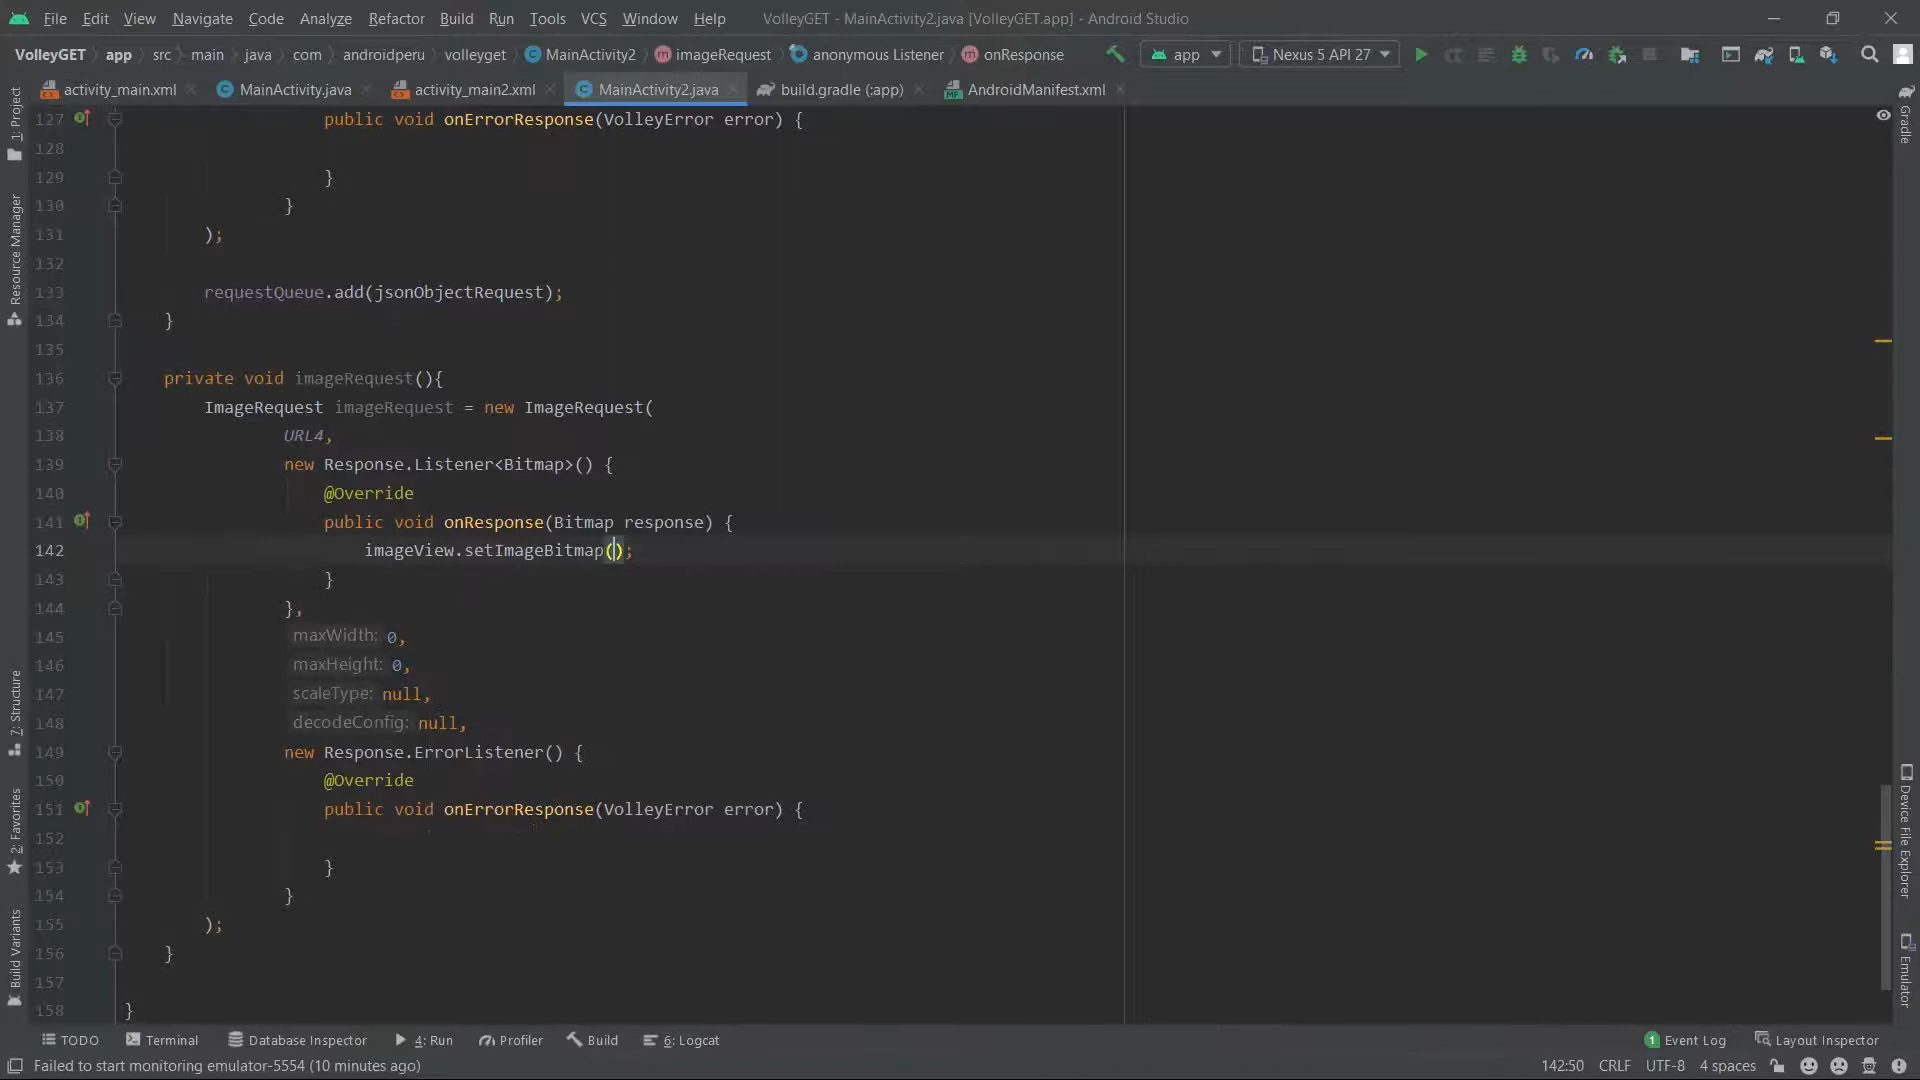 File Edit View Navigate Code Analyze Refactor Build Run Tools VCS Window Help VolleyGET - MainActivity2.java [VolleyGET.app] - Android Studio
VolleyGET app src main java com androidperu volleyget MainActivity2 imageRequest anonymous Listener onResponse app Nexus 5 API 27
activity_main.xml MainActivity.java activity_main2.xml MainActivity2.java build.gradle (:app) AndroidManifest.xml
1: Project
Resource Manager
7: Structure
2: Favorites
Build Variants
127 public void onErrorResponse(VolleyError error) {
128
129 }
130 }
131 );
132
133 requestQueue.add(jsonObjectRequest);
134 }
135
136 private void imageRequest(){
137 ImageRequest imageRequest = new ImageRequest(
138 URL4,
139 new Response.Listener<Bitmap>() {
140 @Override
141 public void onResponse(Bitmap response) {
142 imageView.setImageBitmap();
143 }
144 },
145 maxWidth: 0,
146 maxHeight: 0,
147 scaleType: null,
148 decodeConfig: null,
149 new Response.ErrorListener() {
150 @Override
151 public void onErrorResponse(VolleyError error) {
152
153 }
154 }
155 );
156 }
157
158 }
Gradle
Device File Explorer
Emulator
TODO Terminal Database Inspector 4: Run Profiler Build 6: Logcat 1 Event Log Layout Inspector
Failed to start monitoring emulator-5554 (10 minutes ago) 142:50 CRLF UTF-8 4 spaces